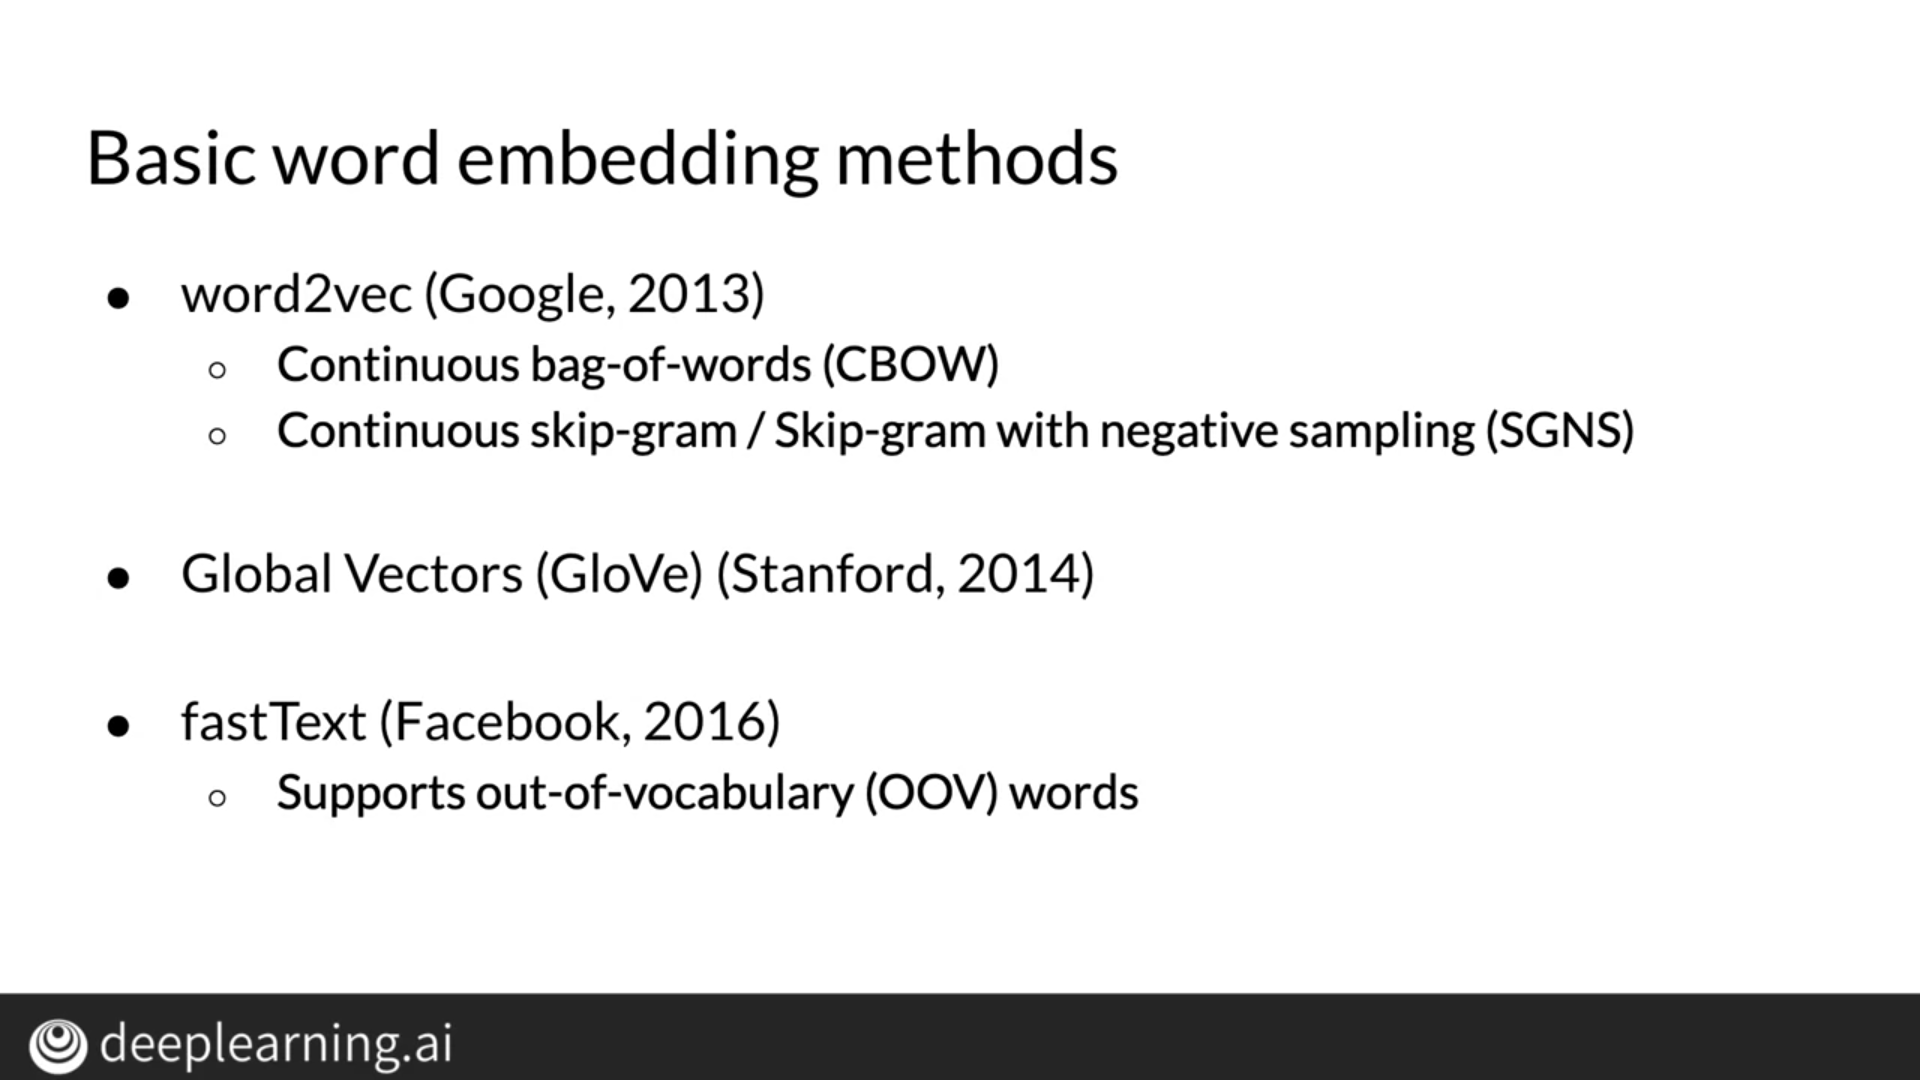 Basic word embedding methods
● word2vec (Google, 2013)
○ Continuous bag-of-words (CBOW)
○ Continuous skip-gram / Skip-gram with negative sampling (SGNS)
● Global Vectors (GloVe) (Stanford, 2014)
● fastText (Facebook, 2016)
○ Supports out-of-vocabulary (OOV) words
deeplearning.ai